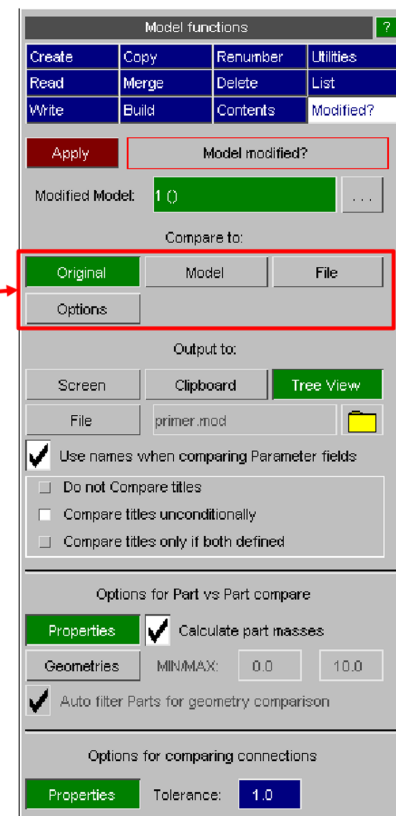 Model functions ?
Create Copy Renumber Utilities
Read Merge Delete List
Write Build Contents Modified?
Apply Model modified?
Modified Model: 1 () ...
Compare to:
Original Model File
Options
Output to:
Screen Clipboard Tree View
File primer.mod
Use names when comparing Parameter fields
Do not Compare titles
Compare titles unconditionally
Compare titles only if both defined
Options for Part vs Part compare
Properties Calculate part masses
Geometries MIN/MAX: 0.0 10.0
Auto filter Parts for geometry comparison
Options for comparing connections
Properties Tolerance: 1.0